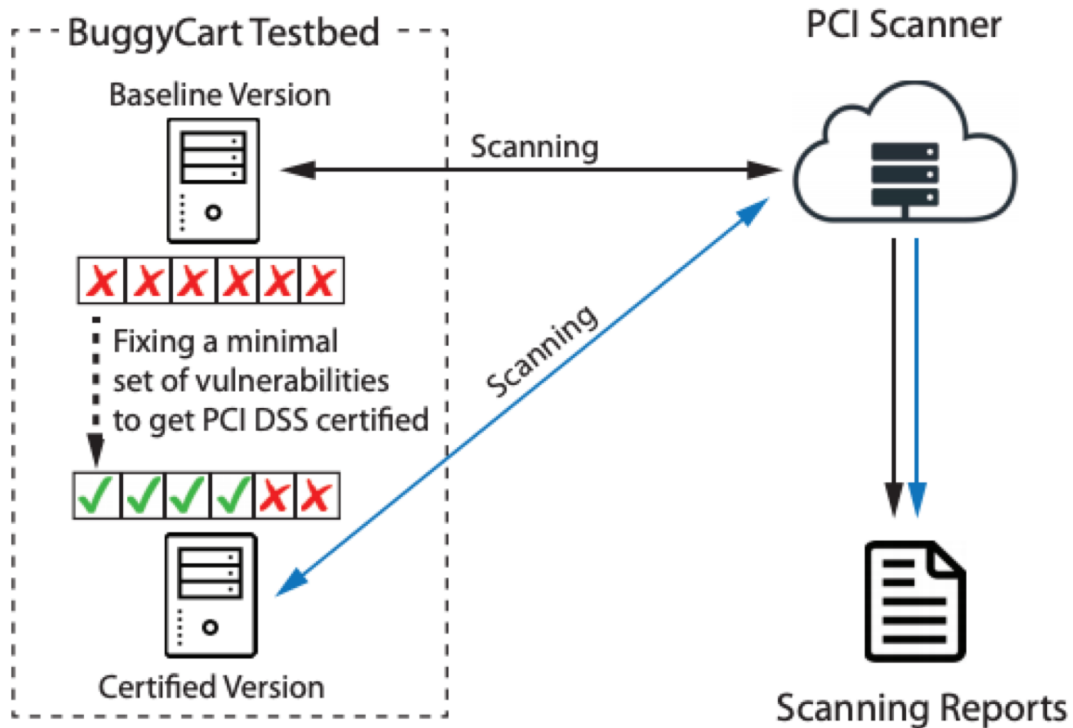 BuggyCart Testbed
PCI Scanner
Baseline Version
Scanning
Fixing a minimal
set of vulnerabilities
to get PCI DSS certified
Scanning
Certified Version
Scanning Reports